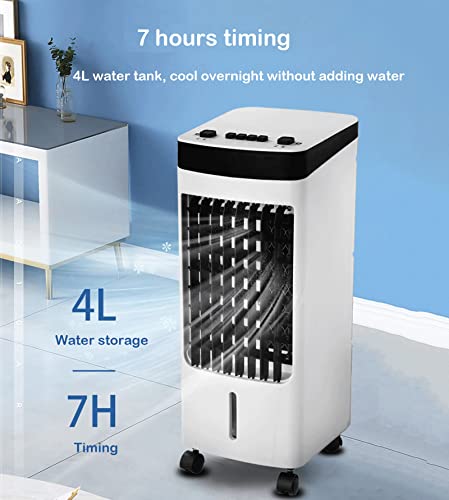 7 hours timing
4L water tank, cool overnight without adding water
4L
Water storage
7H
Timing